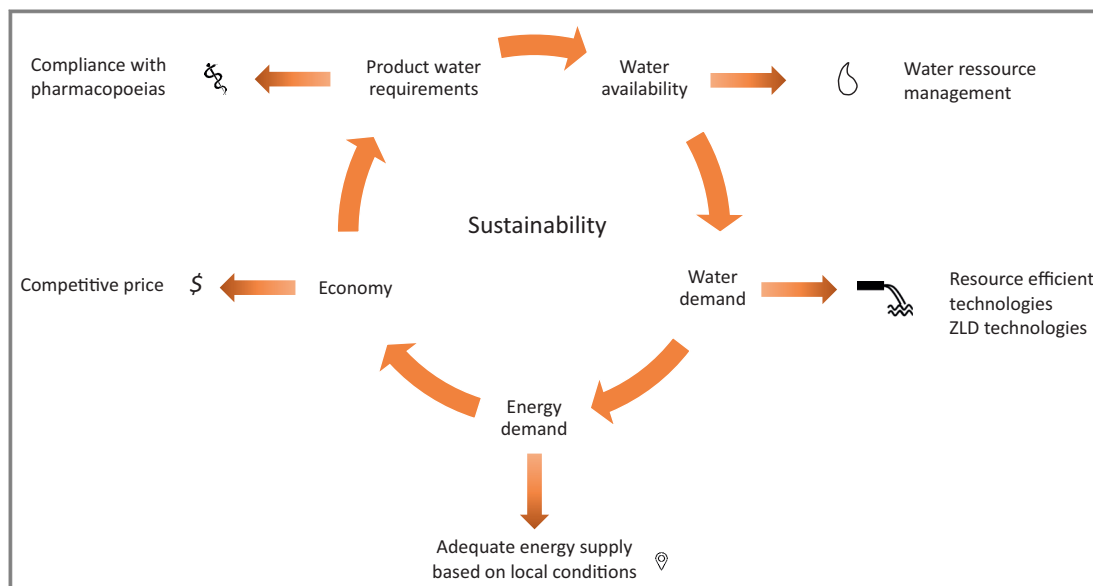 Compliance with
pharmacopoeias
Product water
requirements
Water
availability
Water ressource
management
Sustainability
Competitive price
$
Economy
Water
demand
Resource efficient
technologies
ZLD technologies
Energy
demand
Adequate energy supply
based on local conditions